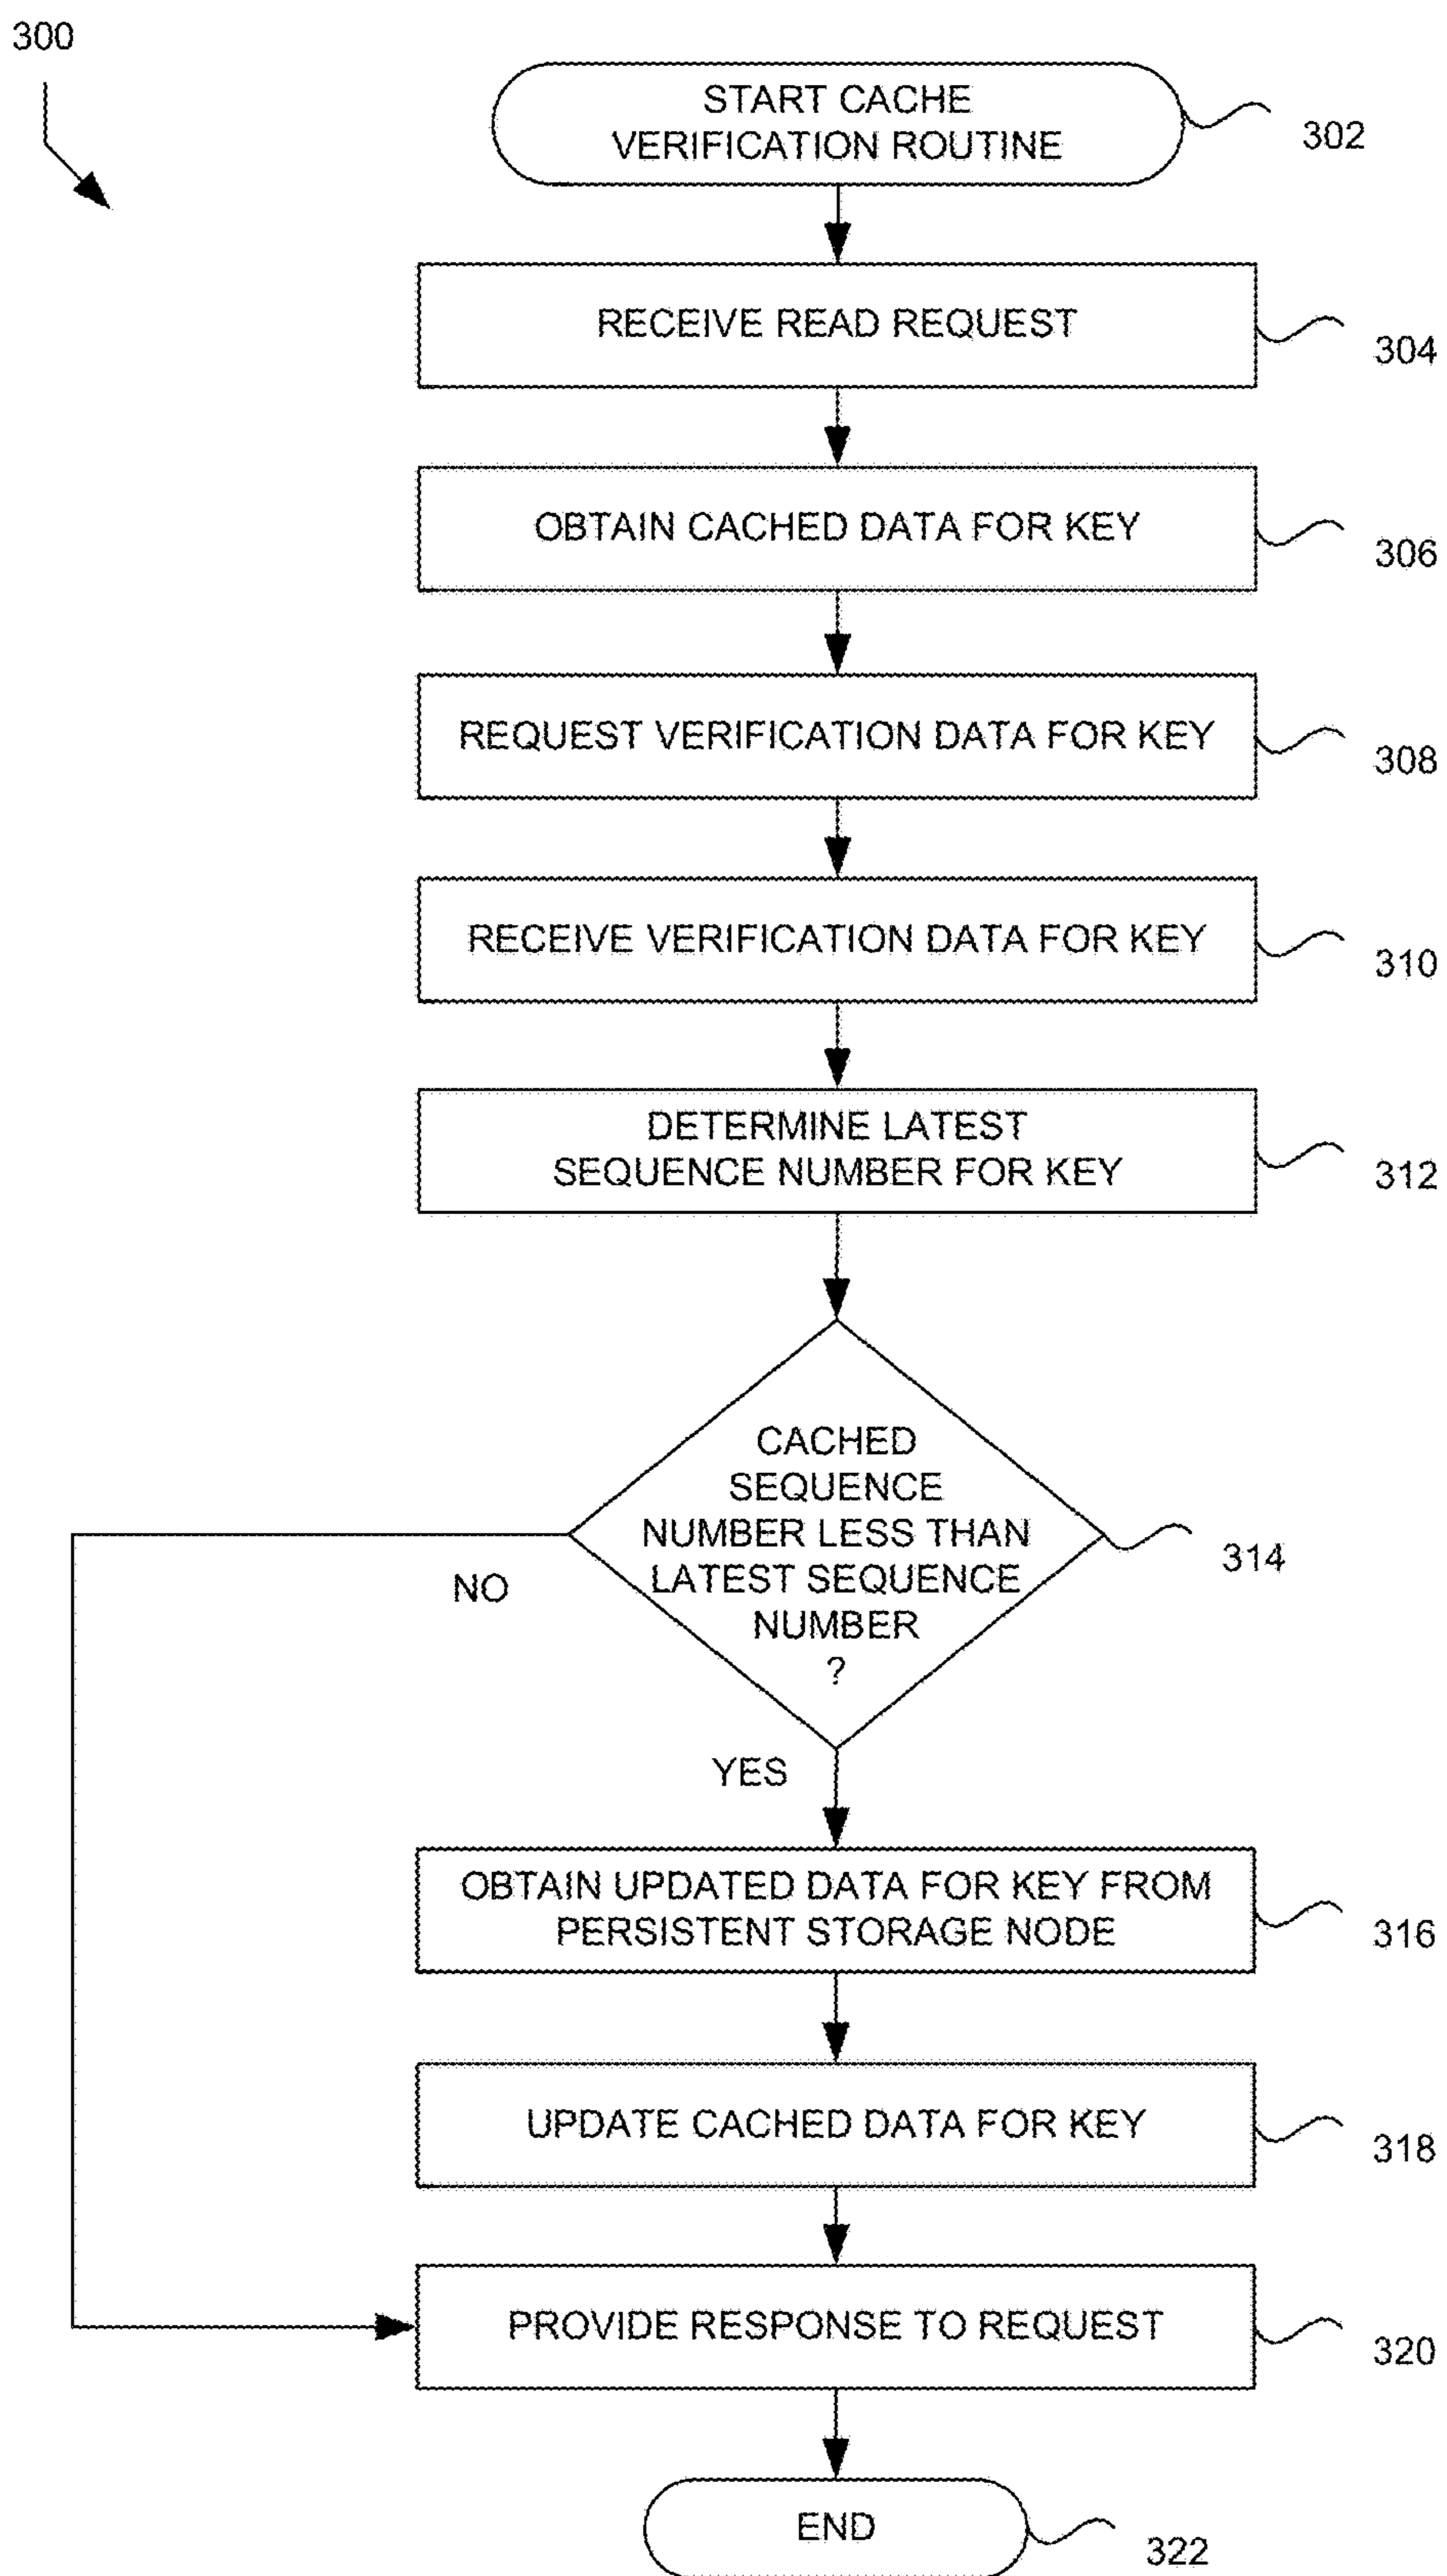 300
START CACHE
VERIFICATION ROUTINE
302
RECEIVE READ REQUEST
304
OBTAIN CACHED DATA FOR KEY
306
REQUEST VERIFICATION DATA FOR KEY
308
RECEIVE VERIFICATION DATA FOR KEY
310
DETERMINE LATEST
SEQUENCE NUMBER FOR KEY
312
CACHED
SEQUENCE
NUMBER LESS THAN
LATEST SEQUENCE
NUMBER
?
314
NO
YES
OBTAIN UPDATED DATA FOR KEY FROM
PERSISTENT STORAGE NODE
316
UPDATE CACHED DATA FOR KEY
318
PROVIDE RESPONSE TO REQUEST
320
END
322